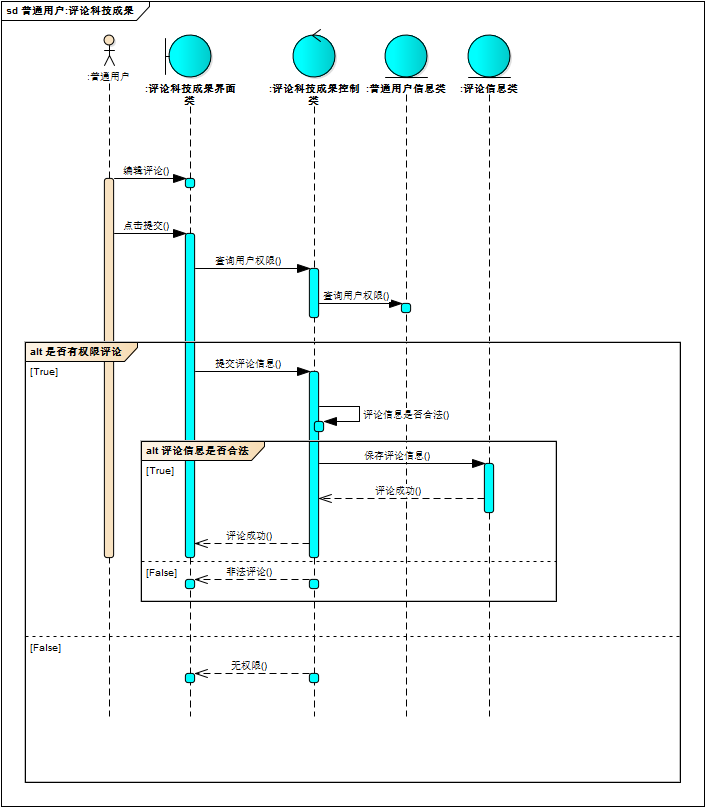 sd 普通用户:评论科技成果
:普通用户
:评论科技成果界面
类
:评论科技成果控制
类
:普通用户信息类
:评论信息类
编辑评论()
点击提交()
查询用户权限()
查询用户权限()
alt 是否有权限评论
[True]
提交评论信息()
评论信息是否合法()
alt 评论信息是否合法
[True]
保存评论信息()
评论成功()
评论成功()
[False]
非法评论()
[False]
无权限()